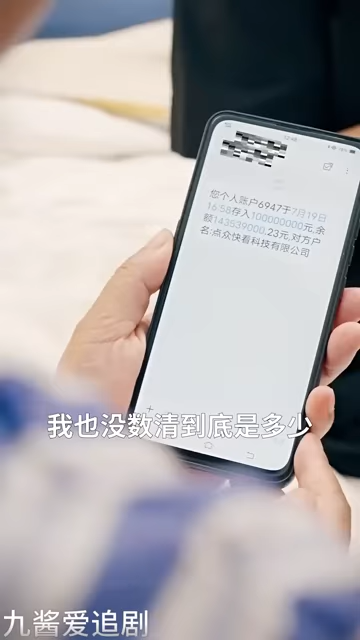 您个人账户6947于7月19日
16:58存入100000000元,余
额143539000.23元,对方户
名:点众快看科技有限公司
我也没数清到底是多少
九酱爱追剧